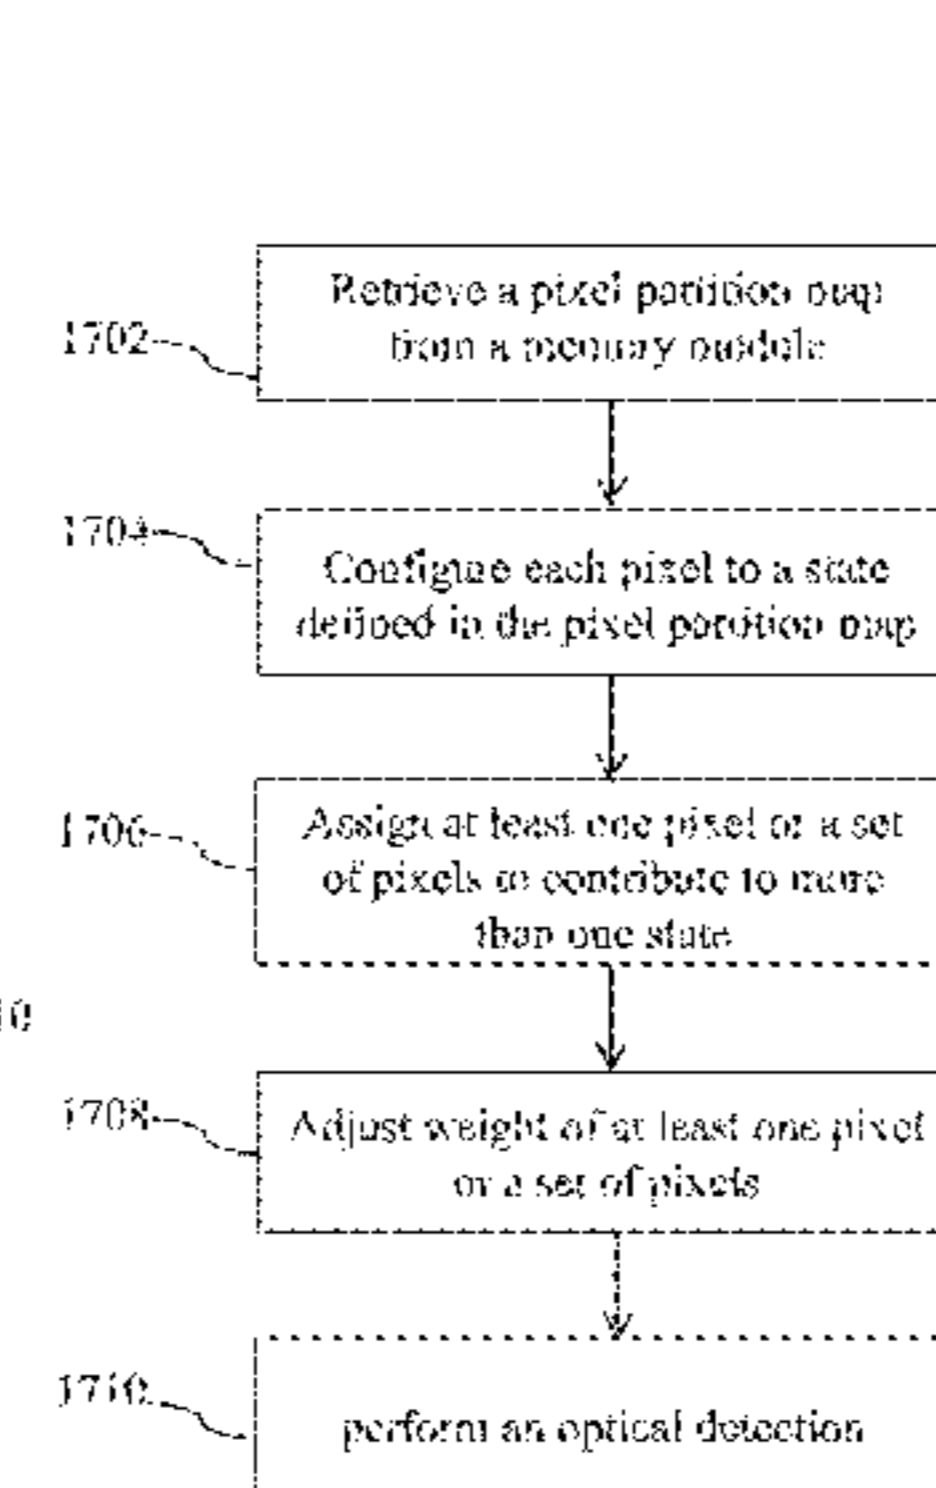 1702
Retrieve a pixel partition map
from a memory module
1704
Configure each pixel to a state
defined in the pixel partition map
1706
Assign at least one pixel or a set
of pixels to contribute to more
than one state
1708
Adjust weight of at least one pixel
or a set of pixels
1710
perform an optical detection